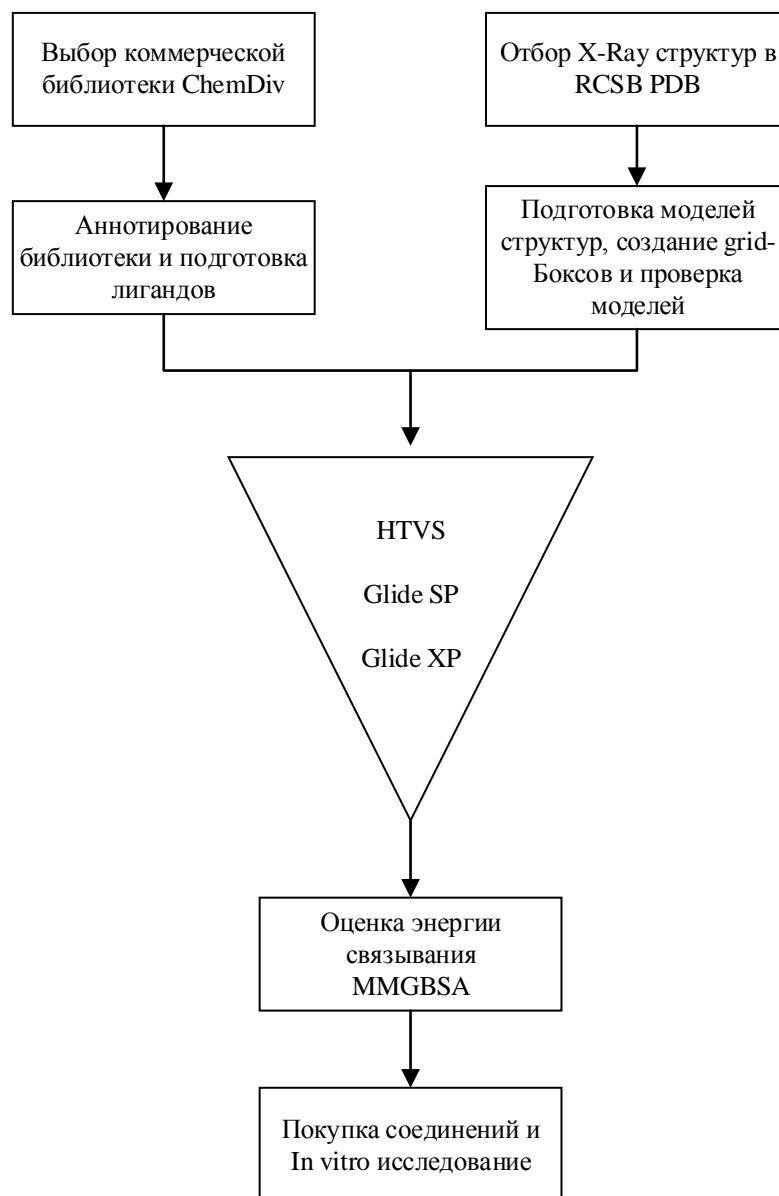 Выбор коммерческой
библиотеки ChemDiv
Отбор X-Ray структур в
RCSB PDB
Аннотирование
библиотеки и подготовка
лигандов
Подготовка моделей
структур, создание grid-
Боксов и проверка
моделей
HTVS
Glide SP
Glide XP
Оценка энергии
связывания
MMGBSA
Покупка соединений и
In vitro исследование